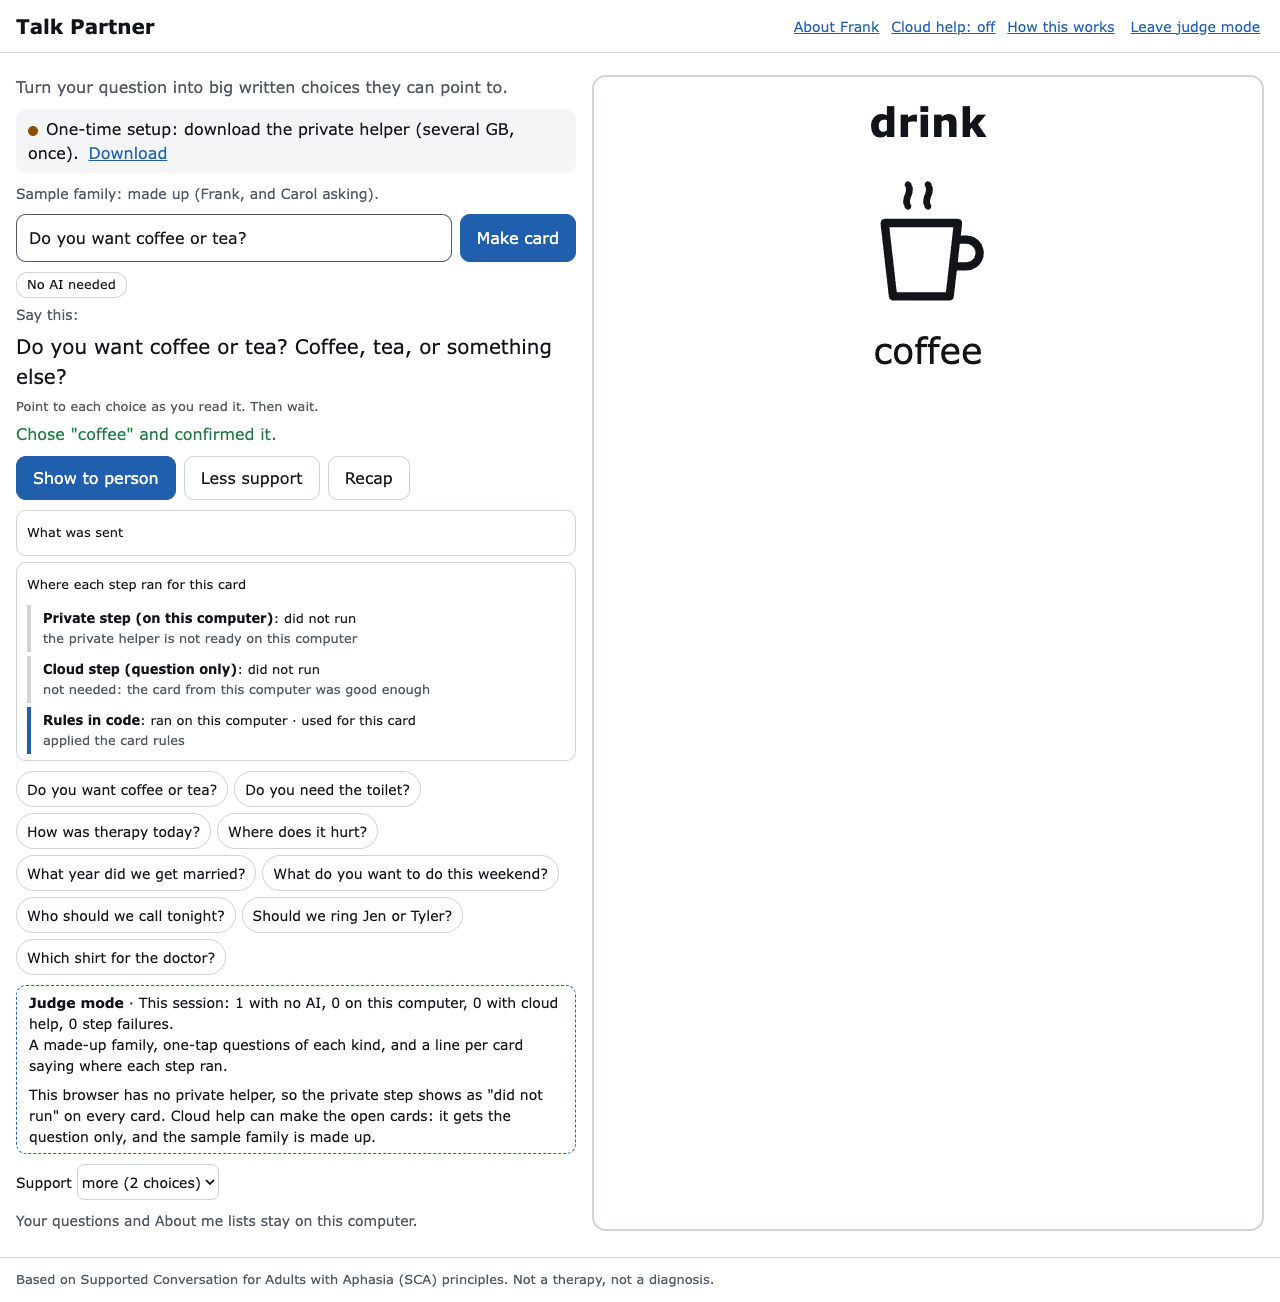 Talk Partner
About Frank Cloud help: off How this works Leave judge mode
Turn your question into big written choices they can point to.
One-time setup: download the private helper (several GB,
once). Download
Sample family: made up (Frank, and Carol asking).
Do you want coffee or tea?
Make card
No AI needed
Say this:
Do you want coffee or tea? Coffee, tea, or something
else?
Point to each choice as you read it. Then wait.
Chose "coffee" and confirmed it.
Show to person Less support Recap
What was sent
Where each step ran for this card
Private step (on this computer): did not run
the private helper is not ready on this computer
Cloud step (question only): did not run
not needed: the card from this computer was good enough
Rules in code: ran on this computer · used for this card
applied the card rules
Do you want coffee or tea? Do you need the toilet?
How was therapy today? Where does it hurt?
What year did we get married? What do you want to do this weekend?
Who should we call tonight? Should we ring Jen or Tyler?
Which shirt for the doctor?
Judge mode · This session: 1 with no AI, 0 on this computer, 0 with cloud
help, 0 step failures.
A made-up family, one-tap questions of each kind, and a line per card
saying where each step ran.
This browser has no private helper, so the private step shows as "did not
run" on every card. Cloud help can make the open cards: it gets the
question only, and the sample family is made up.
Support more (2 choices)
Your questions and About me lists stay on this computer.
drink
coffee
Based on Supported Conversation for Adults with Aphasia (SCA) principles. Not a therapy, not a diagnosis.